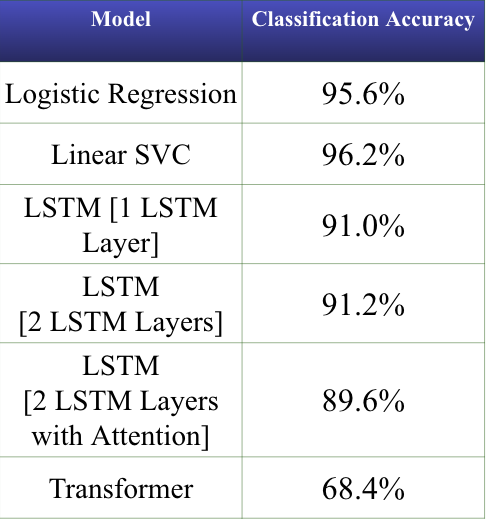 Model Classification Accuracy
Logistic Regression 95.6%
Linear SVC 96.2%
LSTM [1 LSTM
Layer]
91.0%
LSTM
[2 LSTM Layers]
91.2%
LSTM
[2 LSTM Layers
with Attention]
89.6%
Transformer 68.4%